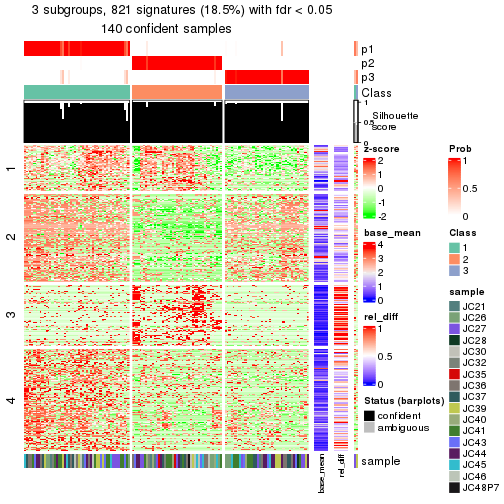 3 subgroups, 821 signatures (18.5%) with fdr < 0.05
140 confident samples
p1
p2
p3
Class
1
0.5
0
Silhouette
score
1
2
3
4
base_mean
rel_diff
sample
z-score
2
1
0
-1
-2
base_mean
4
3
2
1
0
rel_diff
1
0.5
0
Status (barplots)
confident
ambiguous
Prob
1
0.5
0
Class
1
2
3
sample
JC21
JC26
JC27
JC28
JC30
JC32
JC35
JC36
JC37
JC39
JC40
JC41
JC43
JC44
JC45
JC46
JC48P7